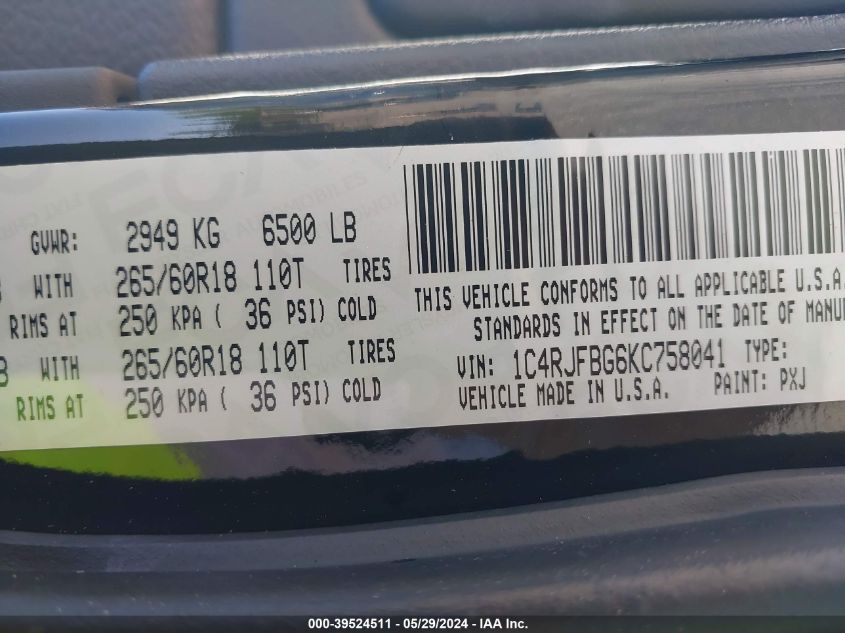 GVWR: 2949 KG 6500 LB
WITH 265/60R18 110T TIRES
RIMS AT 250 KPA ( 36 PSI) COLD
WITH 265/60R18 110T TIRES
RIMS AT 250 KPA ( 36 PSI) COLD
THIS VEHICLE CONFORMS TO ALL APPLICABLE U.S.A.
STANDARDS IN EFFECT ON THE DATE OF MANU
VIN: 1C4RJFBG6KC758041 TYPE:
VEHICLE MADE IN U.S.A. PAINT: PXJ
000-39524511 - 05/29/2024 - IAA Inc.